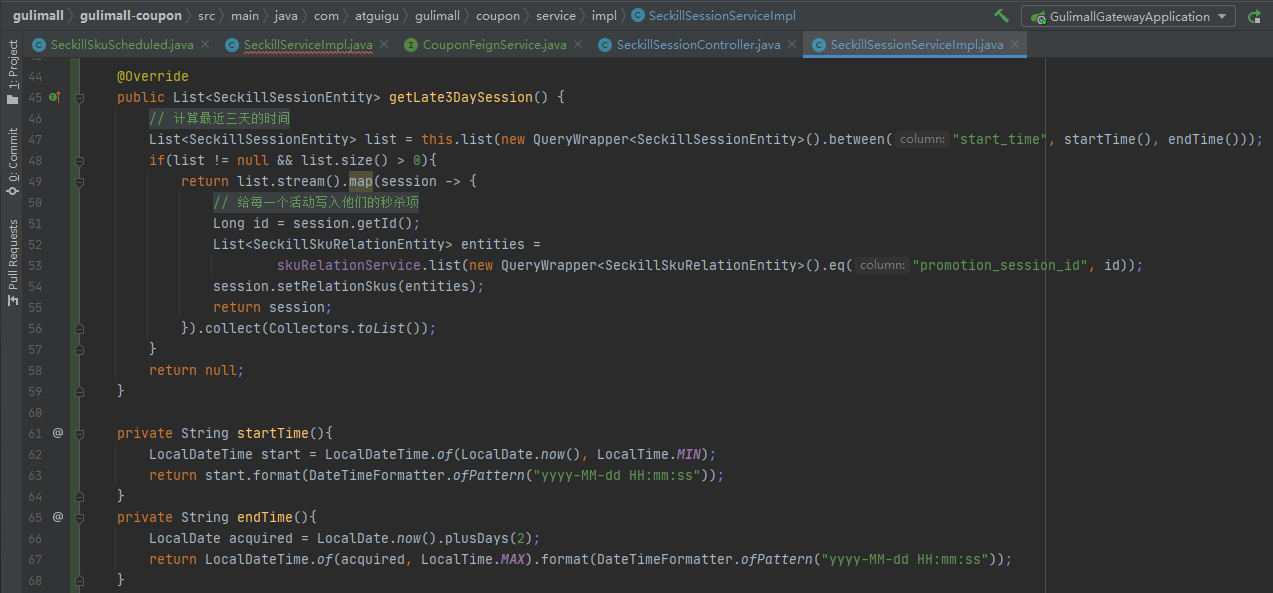 gulimall gulimall-coupon src main java com atguigu gulimall coupon service impl SeckillSessionServiceImpl GulimallGatewayApplication
SeckillSkuScheduled.java SeckillServiceImpl.java CouponFeignService.java SeckillSessionController.java SeckillSessionServiceImpl.java
1: Project
0: Commit
Pull Requests
44 @Override
45 public List<SeckillSessionEntity> getLate3DaySession() {
46 // 计算最近三天的时间
47 List<SeckillSessionEntity> list = this.list(new QueryWrapper<SeckillSessionEntity>().between( column: "start_time", startTime(), endTime()));
48 if(list != null && list.size() > 0){
49 return list.stream().map(session -> {
50 // 给每一个活动写入他们的秒杀项
51 Long id = session.getId();
52 List<SeckillSkuRelationEntity> entities =
53 skuRelationService.list(new QueryWrapper<SeckillSkuRelationEntity>().eq( column: "promotion_session_id", id));
54 session.setRelationSkus(entities);
55 return session;
56 }).collect(Collectors.toList());
57 }
58 return null;
59 }
60
61 @ private String startTime(){
62 LocalDateTime start = LocalDateTime.of(LocalDate.now(), LocalTime.MIN);
63 return start.format(DateTimeFormatter.ofPattern("yyyy-MM-dd HH:mm:ss"));
64 }
65 @ private String endTime(){
66 LocalDate acquired = LocalDate.now().plusDays(2);
67 return LocalDateTime.of(acquired, LocalTime.MAX).format(DateTimeFormatter.ofPattern("yyyy-MM-dd HH:mm:ss"));
68 }